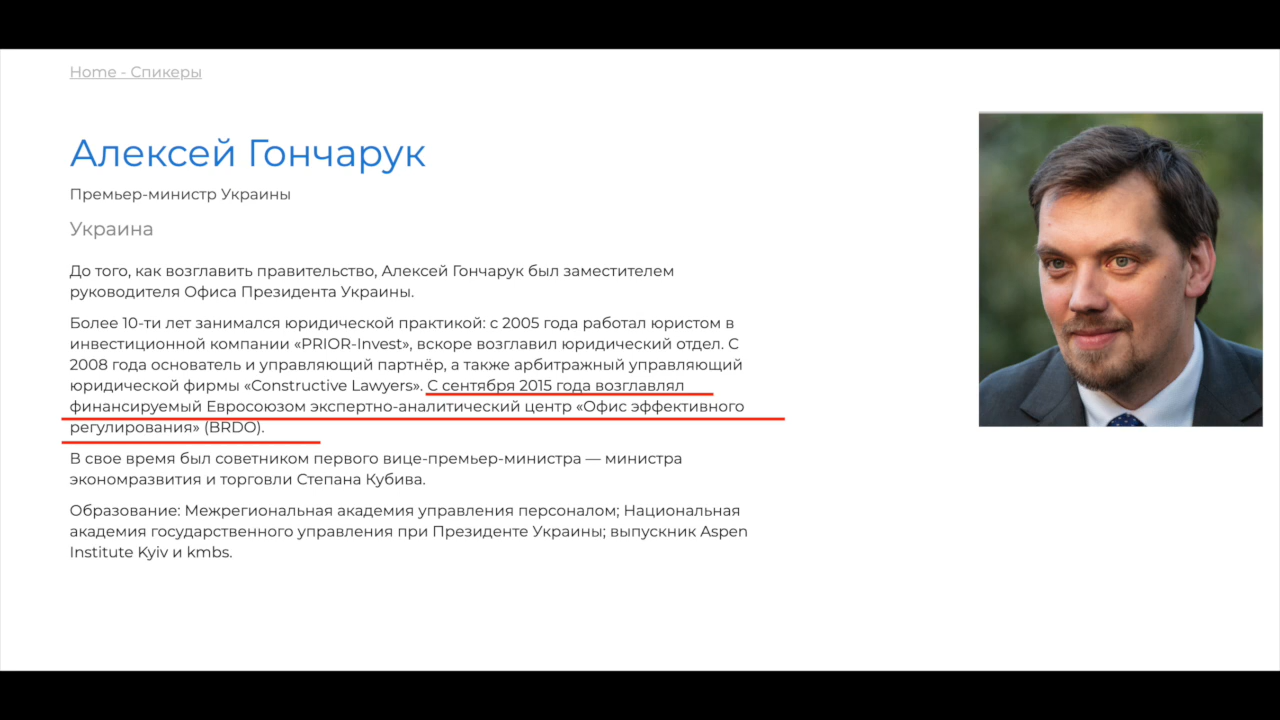 Home - Спикеры
Алексей Гончарук
Премьер-министр Украины
Украина
До того, как возглавить правительство, Алексей Гончарук был заместителем
руководителя Офиса Президента Украины.
Более 10-ти лет занимался юридической практикой: с 2005 года работал юристом в
инвестиционной компании «PRIOR-Invest», вскоре возглавил юридический отдел. С
2008 года основатель и управляющий партнёр, а также арбитражный управляющий
юридической фирмы «Constructive Lawyers». С сентября 2015 года возглавлял
финансируемый Евросоюзом экспертно-аналитический центр «Офис эффективного
регулирования» (BRDO).
В свое время был советником первого вице-премьер-министра — министра
экономразвития и торговли Степана Кубива.
Образование: Межрегиональная академия управления персоналом; Национальная
академия государственного управления при Президенте Украины; выпускник Aspen
Institute Kyiv и kmbs.